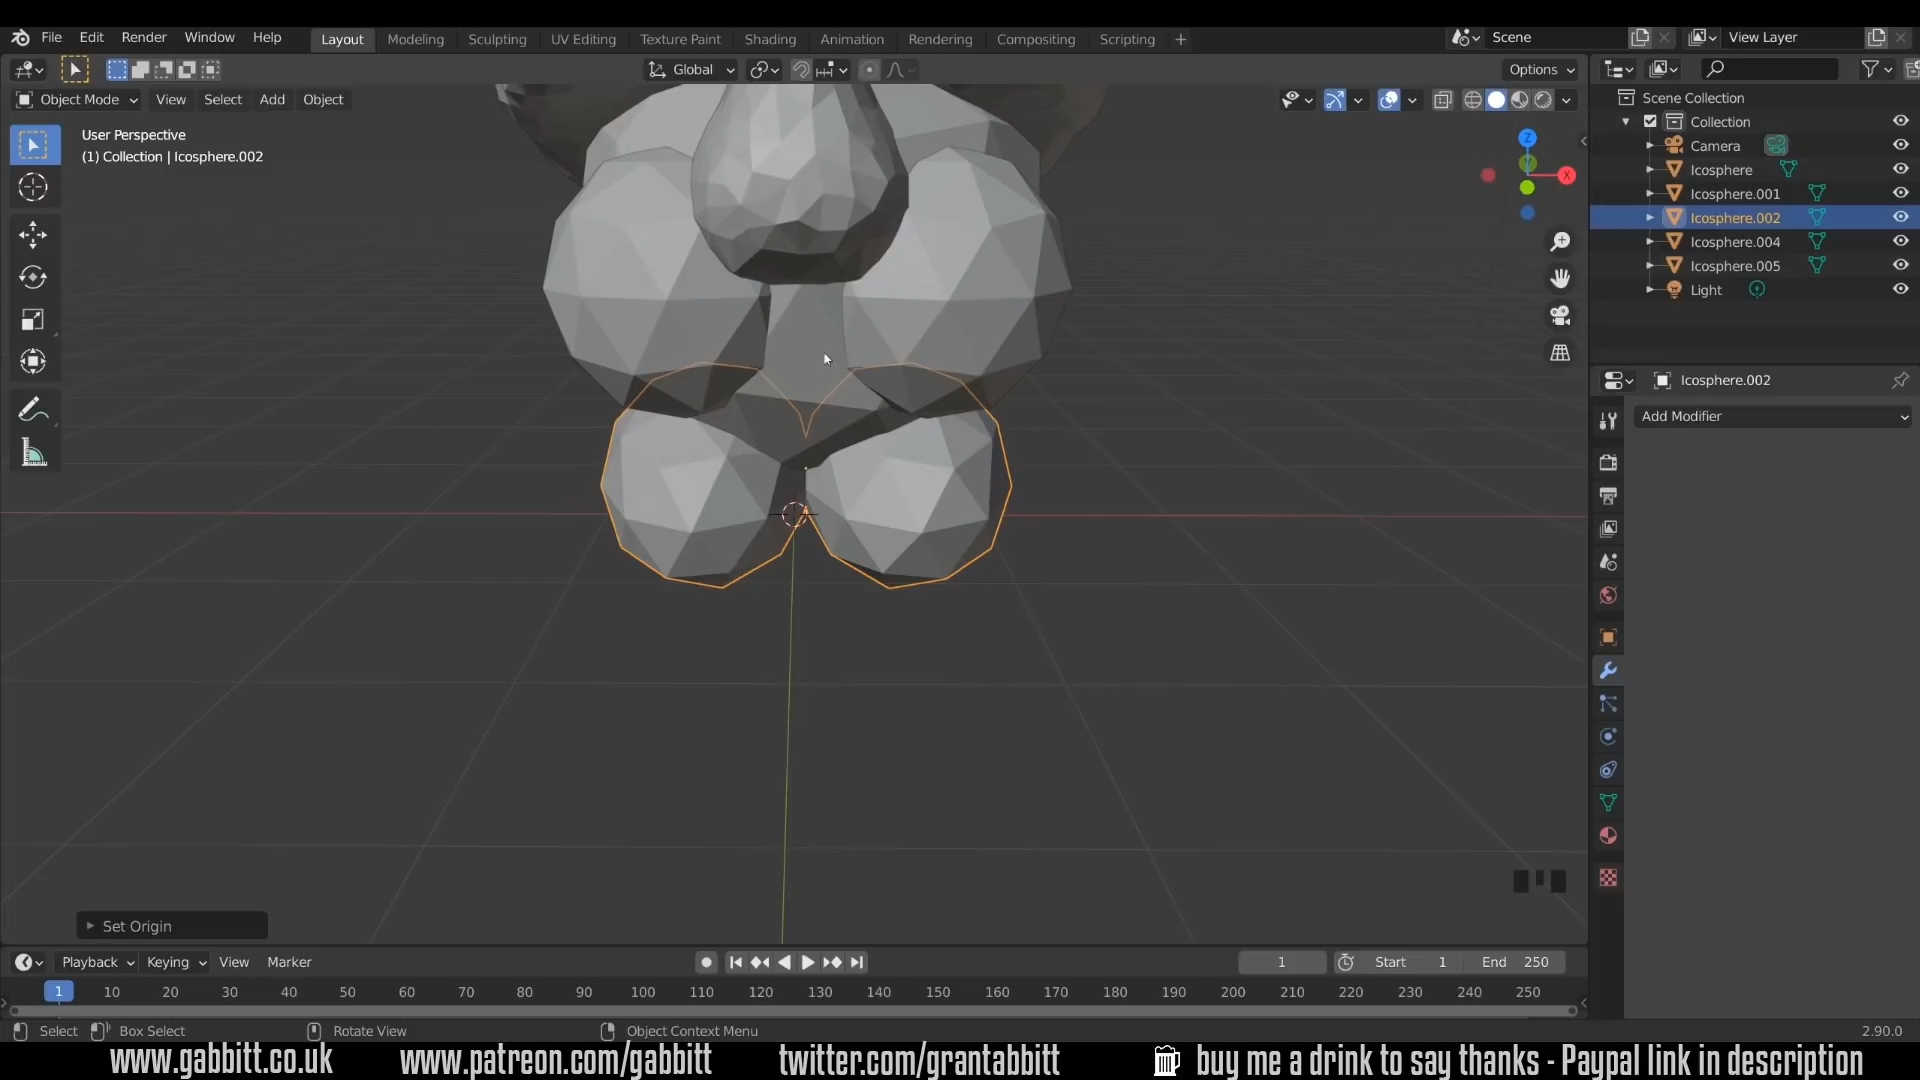 File Edit Render Window Help Layout Modeling Sculpting UV Editing Texture Paint Shading Animation Rendering Compositing Scripting + Scene View Layer
Global Options
Object Mode View Select Add Object
User Perspective
(1) Collection | Icosphere.002
Z
X
Scene Collection
Collection
Camera
Icosphere
Icosphere.001
Icosphere.002
Icosphere.004
Icosphere.005
Light
Icosphere.002
Add Modifier
Set Origin
Playback Keying View Marker 1 Start 1 End 250
1 10 20 30 40 50 60 70 80 90 100 110 120 130 140 150 160 170 180 190 200 210 220 230 240 250
Select Box Select Rotate View Object Context Menu 2.90.0
www.gabbitt.co.uk www.patreon.com/gabbitt twitter.com/grantabbitt buy me a drink to say thanks - Paypal link in description